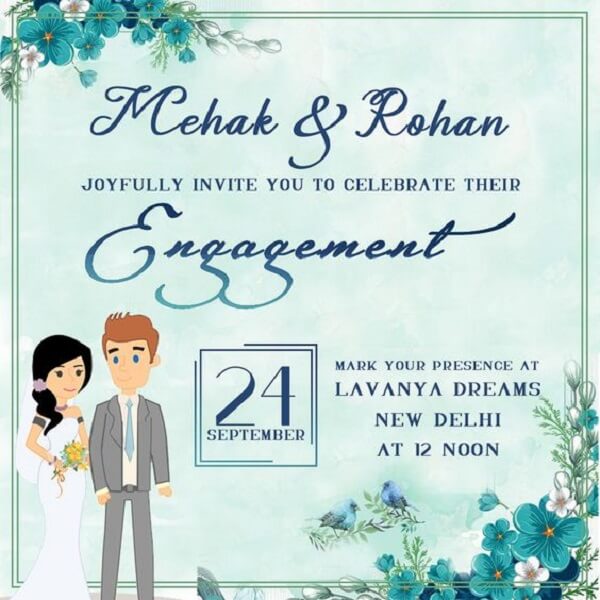 Mehak & Rohan
JOYFULLY INVITE YOU TO CELEBRATE THEIR
Engagement
24
SEPTEMBER
MARK YOUR PRESENCE AT
LAVANYA DREAMS
NEW DELHI
AT 12 NOON